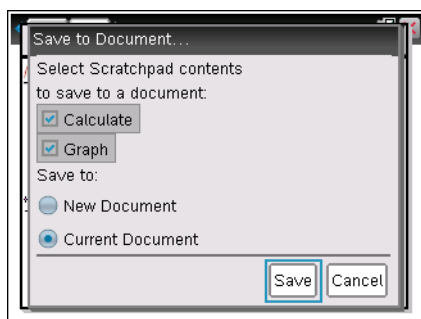 Save to Document...
Select Scratchpad contents
to save to a document:
Calculate
Graph
Save to:
New Document
Current Document
Save Cancel